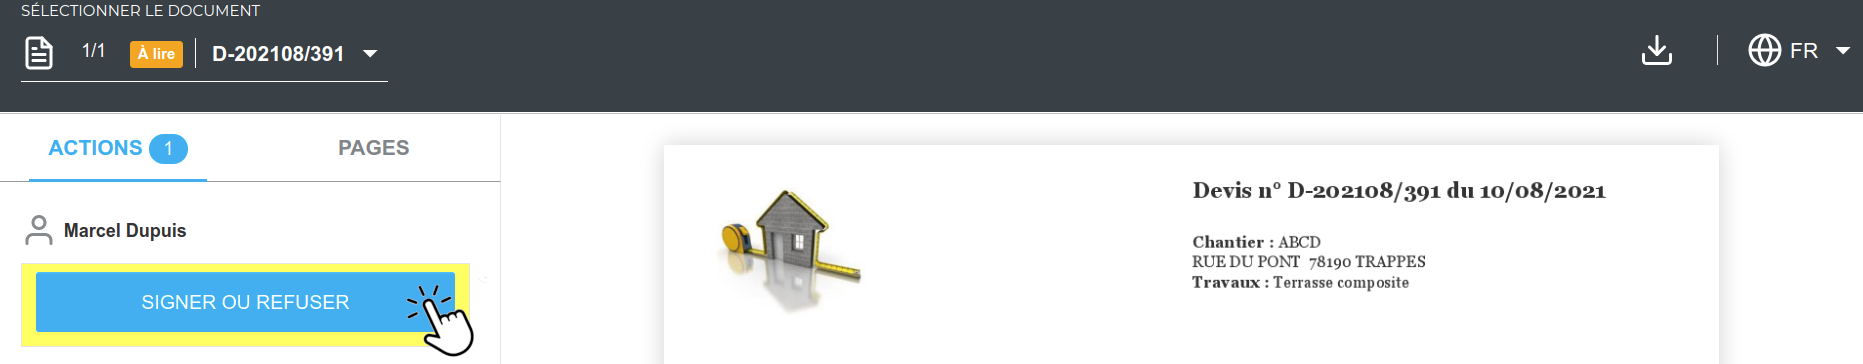 SÉLECTIONNER LE DOCUMENT
1/1 À lire D-202108/391
FR
ACTIONS 1 PAGES
Marcel Dupuis
SIGNER OU REFUSER
Devis n° D-202108/391 du 10/08/2021
Chantier : ABCD
RUE DU PONT 78190 TRAPPES
Travaux : Terrasse composite